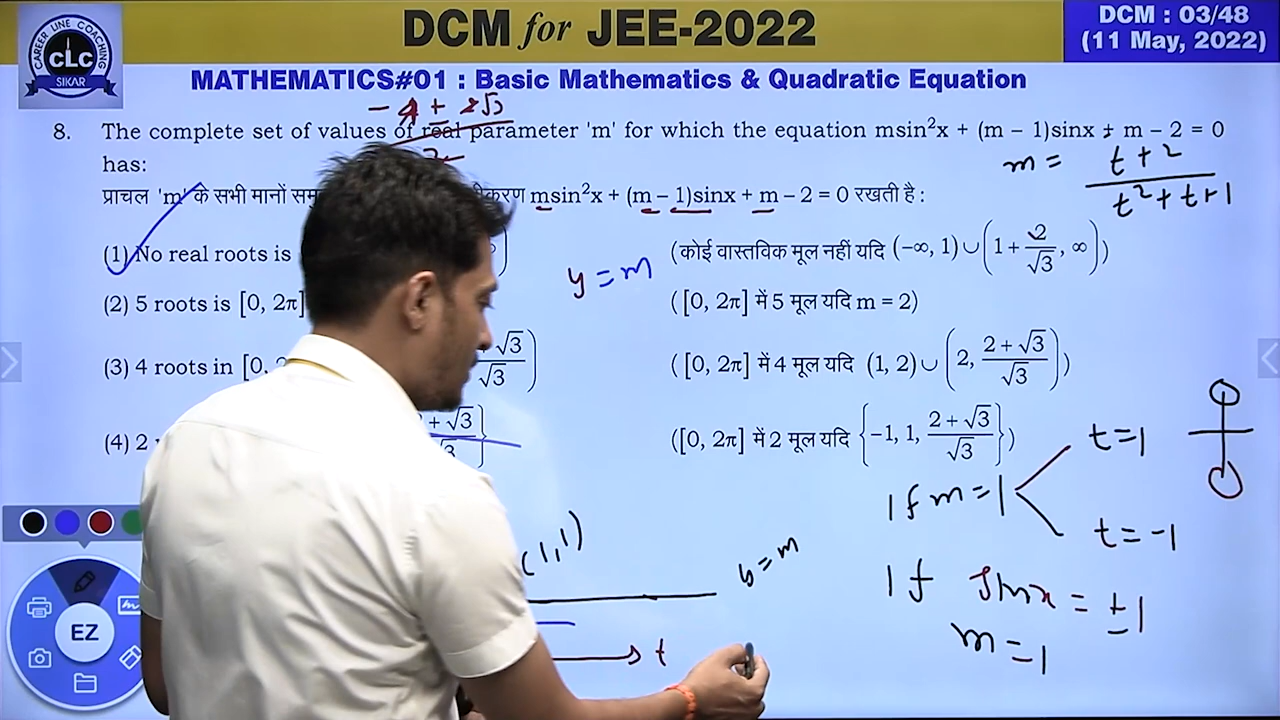 CAREER LINE COACHING
CLC
SIKAR
DCM for JEE-2022
DCM : 03/48
(11 May, 2022)
MATHEMATICS#01 : Basic Mathematics & Quadratic Equation
8. The complete set of values of real parameter 'm' for which the equation msin²x + (m – 1)sinx + m – 2 = 0
has:
m = t + 2 / t² + t + 1
प्राचल 'm' के सभी मानों msin²x + (m – 1)sinx + m – 2 = 0 रखती है :
(1) No real roots is (कोई वास्तविक मूल नहीं यदि (–∞, 1) ∪ (1 + 2/√3, ∞))
y = m
(2) 5 roots is [0, 2π] ([0, 2π] में 5 मूल यदि m = 2)
(3) 4 roots in [0, √3/√3) ([0, 2π] में 4 मूल यदि (1, 2) ∪ (2, (2 + √3)/√3))
(4) 2 + √3} ([0, 2π] में 2 मूल यदि {–1, 1, (2 + √3)/√3})
If m = 1
t = 1
t = -1
(1,1)
y = m
t
If sinx = ±1
m = 1
EZ